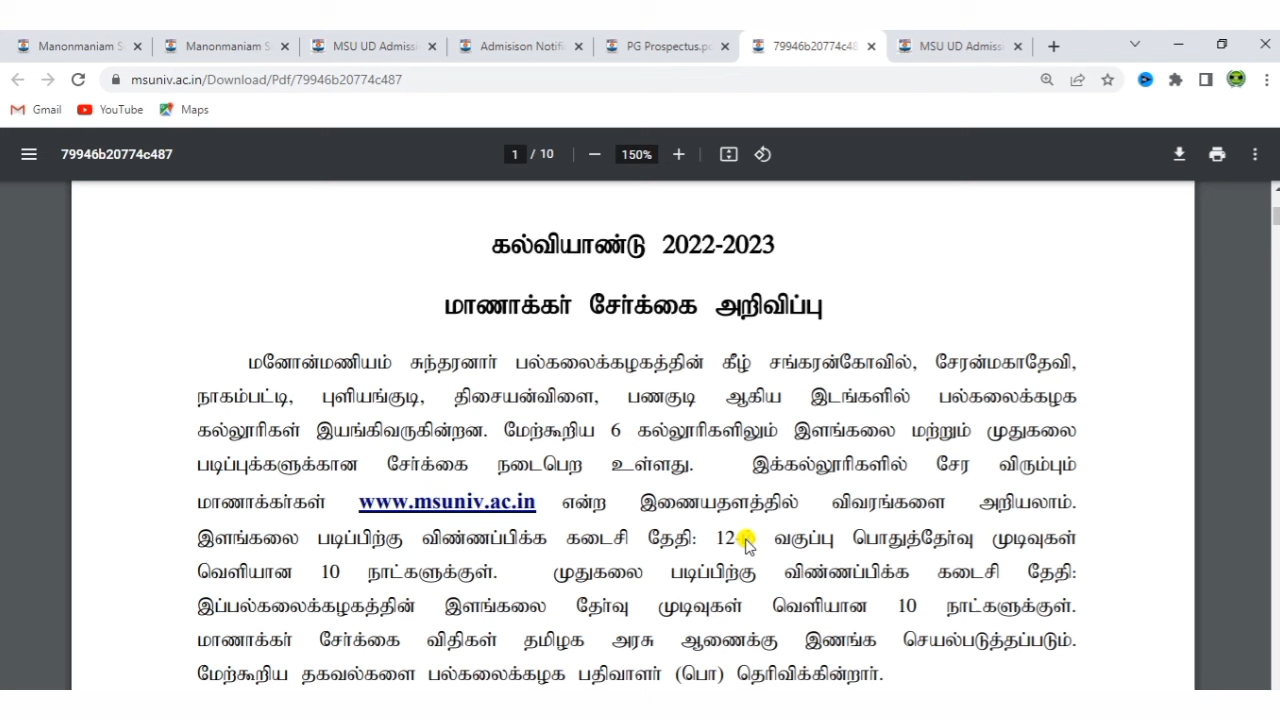 Manonmaniam S
Manonmaniam S
MSU UD Admiss
Admisison Notifi
PG Prospectus.pd
79946b20774c48
MSU UD Admiss
msuniv.ac.in/Download/Pdf/79946b20774c487
Gmail YouTube Maps
79946b20774c487
1 / 10
150%
கல்வியாண்டு 2022-2023
மாணாக்கர் சேர்க்கை அறிவிப்பு
மனோன்மணியம் சுந்தரனார் பல்கலைக்கழகத்தின் கீழ் சங்கரன்கோவில், சேரன்மகாதேவி,
நாகம்பட்டி, புளியங்குடி, திசையன்விளை, பணகுடி ஆகிய இடங்களில் பல்கலைக்கழக
கல்லூரிகள் இயங்கிவருகின்றன. மேற்கூறிய 6 கல்லூரிகளிலும் இளங்கலை மற்றும் முதுகலை
படிப்புக்களுக்கான சேர்க்கை நடைபெற உள்ளது. இக்கல்லூரிகளில் சேர விரும்பும்
மாணாக்கர்கள் www.msuniv.ac.in என்ற இணையதளத்தில் விவரங்களை அறியலாம்.
இளங்கலை படிப்பிற்கு விண்ணப்பிக்க கடைசி தேதி: 12 வகுப்பு பொதுத்தேர்வு முடிவுகள்
வெளியான 10 நாட்களுக்குள். முதுகலை படிப்பிற்கு விண்ணப்பிக்க கடைசி தேதி:
இப்பல்கலைக்கழகத்தின் இளங்கலை தேர்வு முடிவுகள் வெளியான 10 நாட்களுக்குள்.
மாணாக்கர் சேர்க்கை விதிகள் தமிழக அரசு ஆணைக்கு இணங்க செயல்படுத்தப்படும்.
மேற்கூறிய தகவல்களை பல்கலைக்கழக பதிவாளர் (பொ) தெரிவிக்கின்றார்.